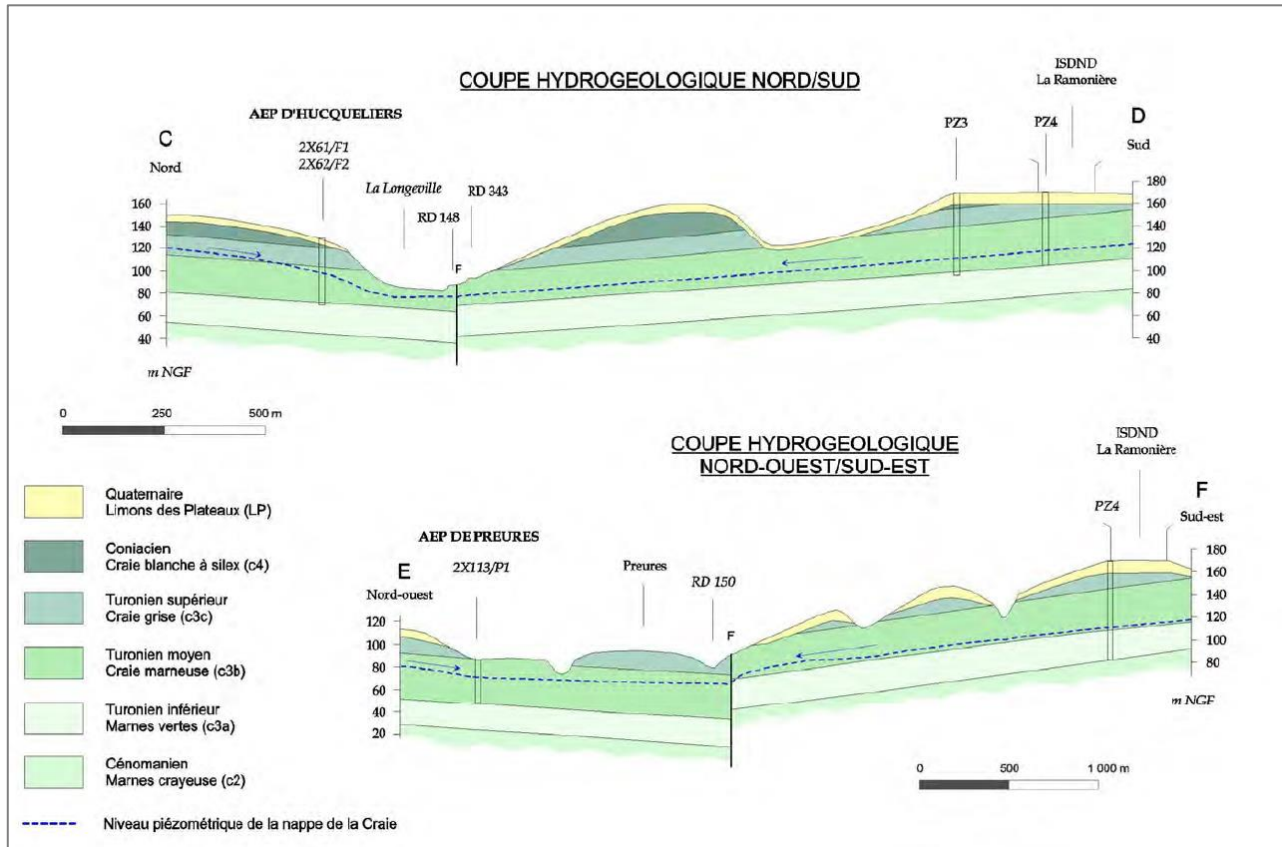 COUPE HYDROGEOLOGIQUE NORD/SUD
ISDND
La Ramonière
AEP D'HUCQUELIERS
C
Nord
2X61/F1
2X62/F2
La Longeville
RD 148
RD 343
PZ3
PZ4
D
Sud
160
140
120
100
80
60
40
m NGF
F
180
160
140
120
100
80
60
40
0 250 500 m
COUPE HYDROGEOLOGIQUE
NORD-OUEST/SUD-EST
ISDND
La Ramonière
AEP DE PREURES
E
Nord-ouest
2X113/P1
Preures
RD 150
F
PZ4
F
Sud-est
120
100
80
60
40
20
180
160
140
120
100
80
m NGF
0 500 1 000 m
Quaternaire
Limons des Plateaux (LP)
Coniacien
Craie blanche à silex (c4)
Turonien supérieur
Craie grise (c3c)
Turonien moyen
Craie marneuse (c3b)
Turonien inférieur
Marnes vertes (c3a)
Cénomanien
Marnes crayeuse (c2)
Niveau piézométrique de la nappe de la Craie